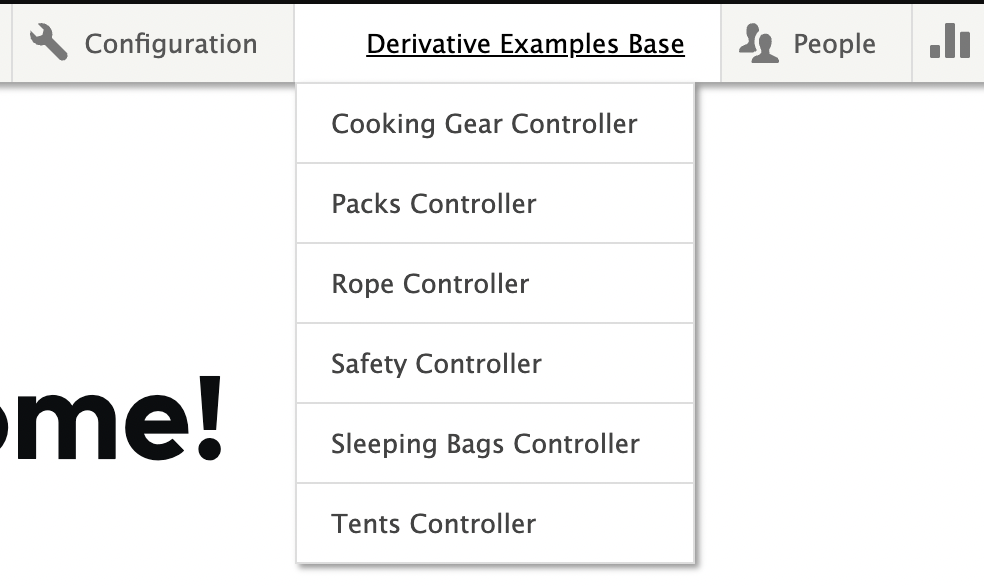 Configuration
Derivative Examples Base
People
Cooking Gear Controller
Packs Controller
Rope Controller
Safety Controller
ome!
Sleeping Bags Controller
Tents Controller